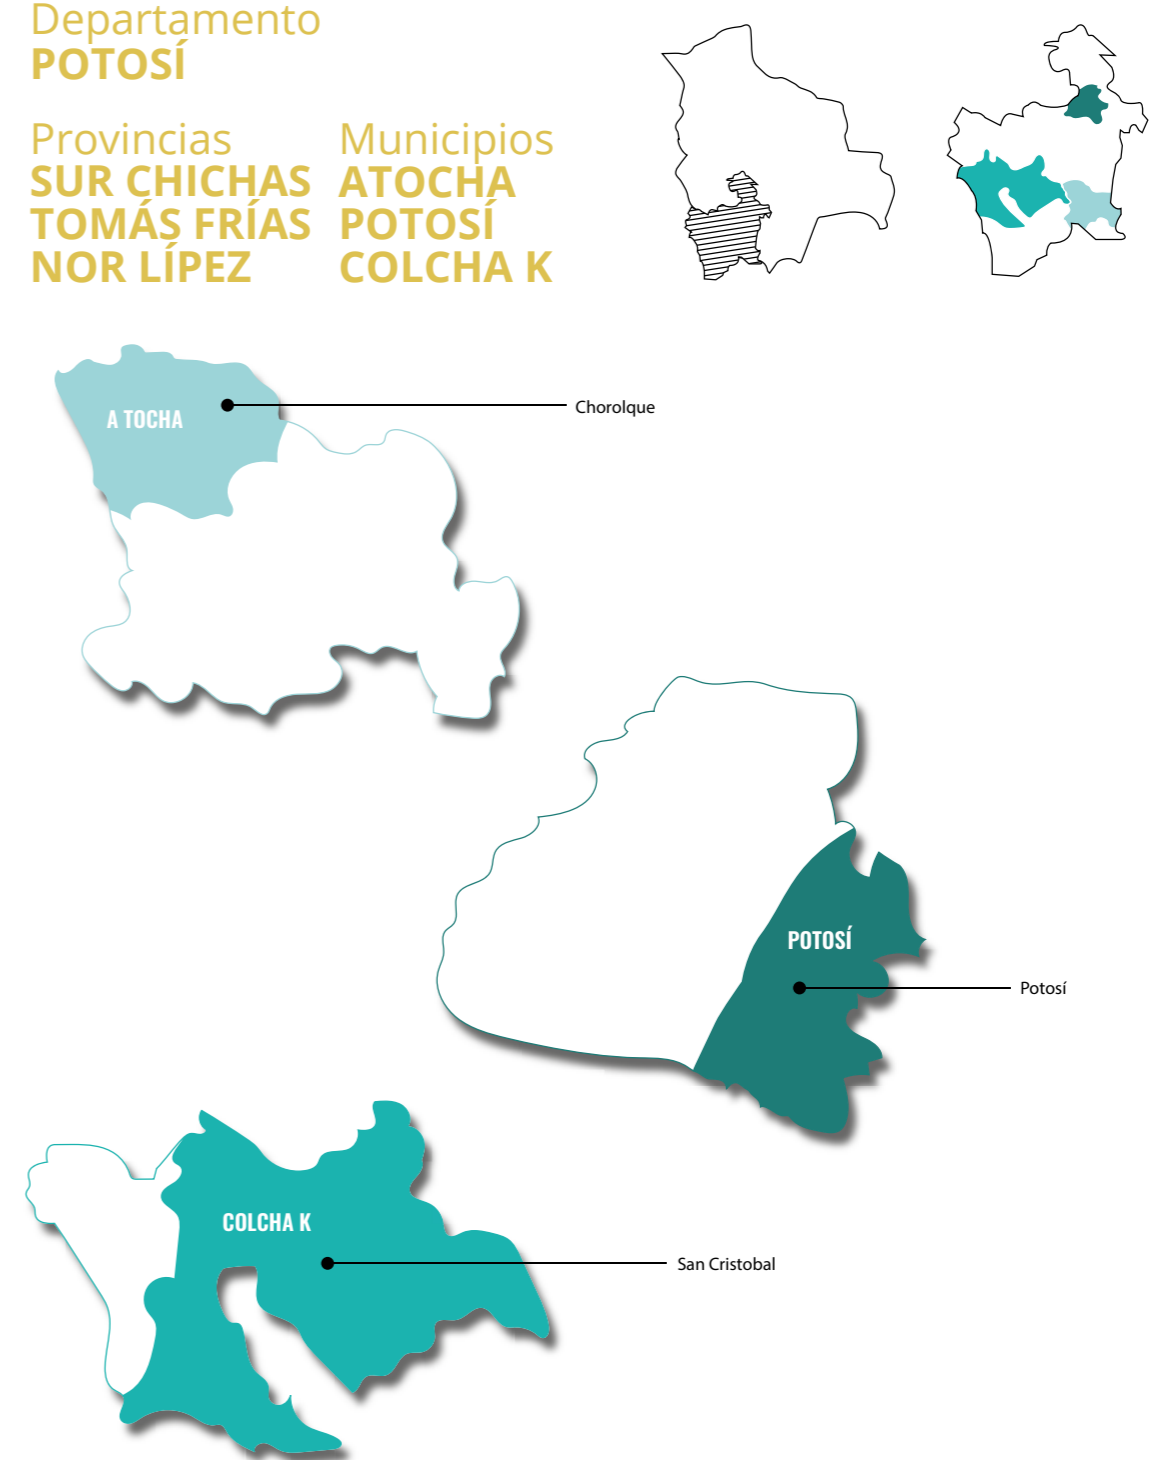 Departamento
POTOSÍ
Provincias
SUR CHICHAS
TOMÁS FRÍAS
NOR LÍPEZ
Municipios
ATOCHA
POTOSÍ
COLCHA K
A TOCHA
Chorolque
POTOSÍ
Potosí
COLCHA K
San Cristobal